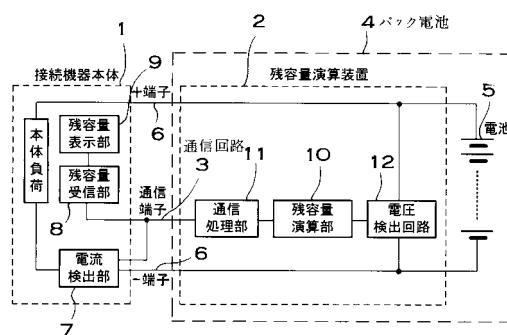 1
2
4 パック電池
接続機器本体
9
残容量演算装置
+端子
5
6
電池
本体負荷
残容量
表示部
通信回路
残容量
受信部
3
11
10
12
通信
端子
8
通信
処理部
残容量
演算部
電圧
検出回路
6
電流
検出部
−端子
7